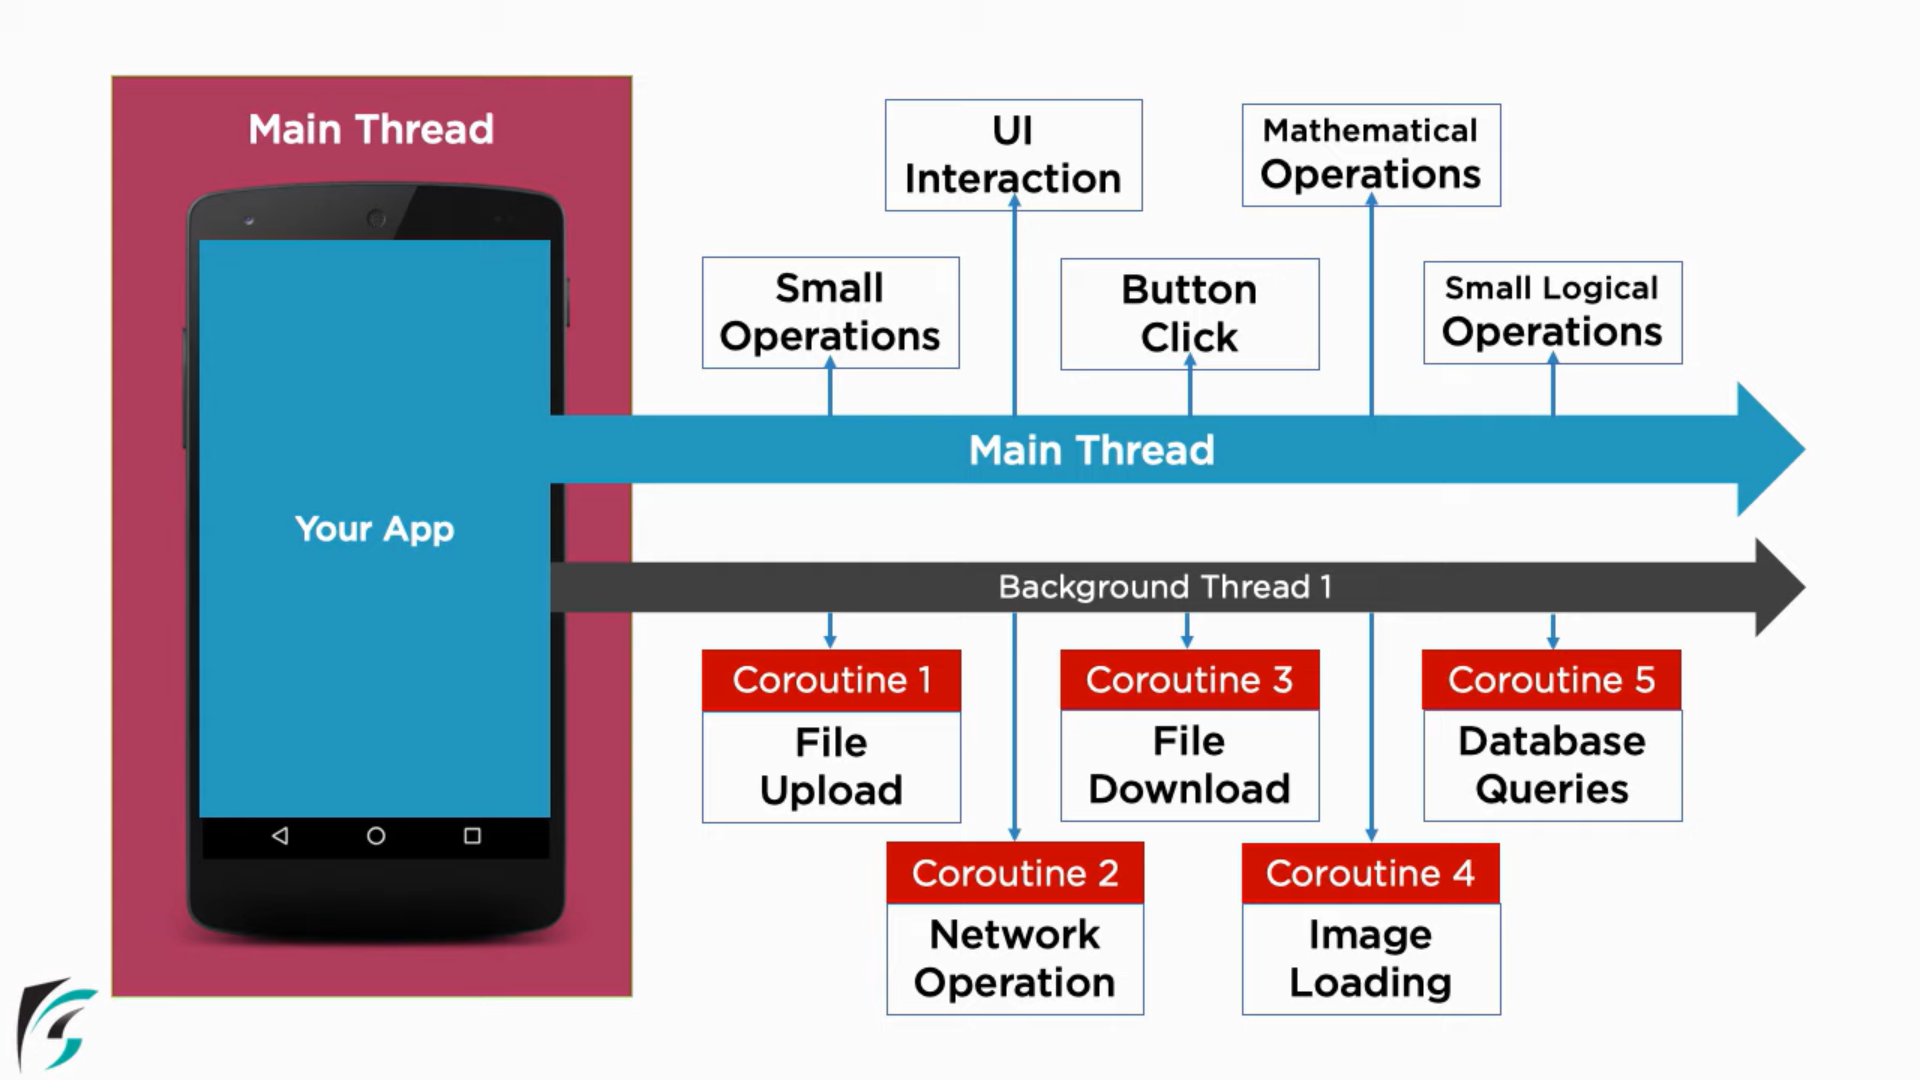 Main Thread
Your App
UI
Interaction
Mathematical
Operations
Small
Operations
Button
Click
Small Logical
Operations
Main Thread
Background Thread 1
Coroutine 1
File
Upload
Coroutine 3
File
Download
Coroutine 5
Database
Queries
Coroutine 2
Network
Operation
Coroutine 4
Image
Loading